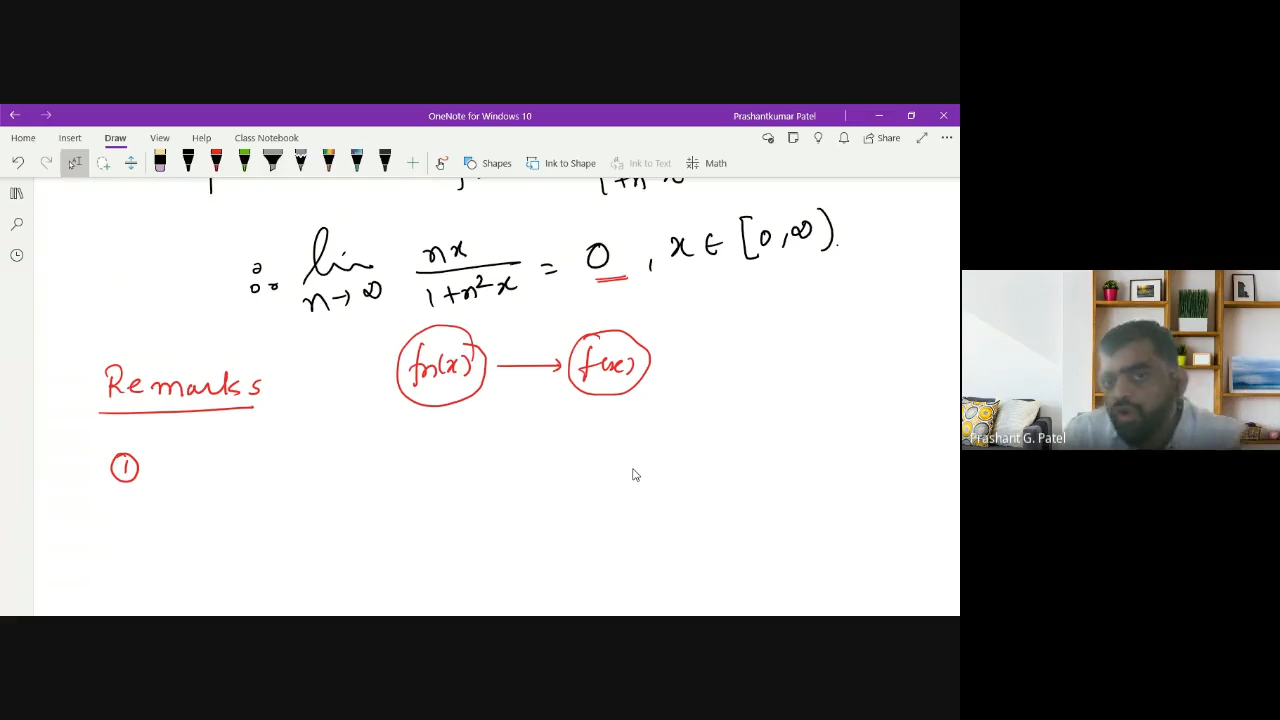 OneNote for Windows 10
Prashantkumar Patel
Home Insert Draw View Help Class Notebook
Share
Shapes Ink to Shape Ink to Text Math
∴ lim n→∞ nx / 1+n²x = 0 , x ∈ [0,∞).
fn(x) → f(x)
Remarks
①
Prashant G. Patel